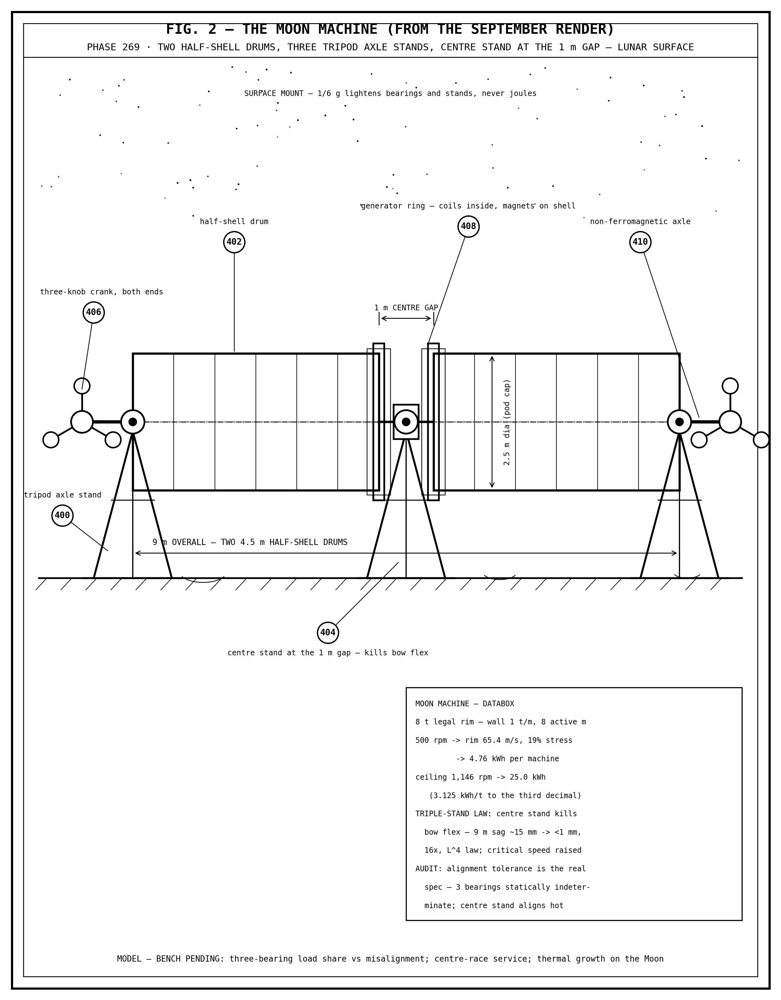 FIG. 2 — THE MOON MACHINE (FROM THE SEPTEMBER RENDER)
PHASE 269 · TWO HALF-SHELL DRUMS, THREE TRIPOD AXLE STANDS, CENTRE STAND AT THE 1 m GAP — LUNAR SURFACE
SURFACE MOUNT — 1/6 g lightens bearings and stands, never joules
generator ring — coils inside, magnets on shell
408
half-shell drum
402
non-ferromagnetic axle
410
three-knob crank, both ends
406
1 m CENTRE GAP
2.5 m dia (pod cap)
tripod axle stand
400
9 m OVERALL — TWO 4.5 m HALF-SHELL DRUMS
404
centre stand at the 1 m gap — kills bow flex
MOON MACHINE — DATABOX
8 t legal rim — wall 1 t/m, 8 active m
500 rpm -> rim 65.4 m/s, 19% stress
-> 4.76 kWh per machine
ceiling 1,146 rpm -> 25.0 kWh
(3.125 kWh/t to the third decimal)
TRIPLE-STAND LAW: centre stand kills
bow flex — 9 m sag ~15 mm -> <1 mm,
16x, L^4 law; critical speed raised
AUDIT: alignment tolerance is the real
spec — 3 bearings statically indeter-
minate; centre stand aligns hot
MODEL — BENCH PENDING: three-bearing load share vs misalignment; centre-race service; thermal growth on the Moon